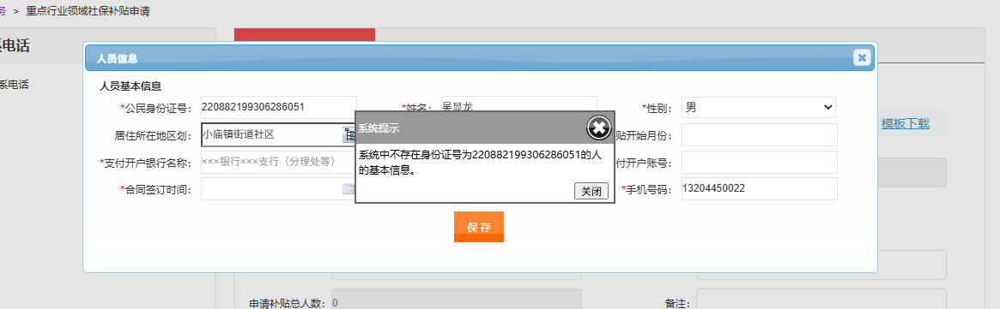 务 > 重点行业领域社保补贴申请
系电话
人员信息
系电话
人员基本信息
*公民身份证号: 220882199306286051 *姓名: 吴显龙 *性别: 男
系统提示
居住所在地区划: 小庙镇街道社区 贴开始月份: 模板下载
系统中不存在身份证号为220882199306286051的人
的基本信息。
*支付开户银行名称: ×××银行×××支行（分理处等） 付开户账号:
*合同签订时间: 关闭 *手机号码: 13204450022
保 存
申请补贴总人数: 0 备注: